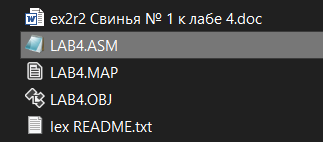 ex2r2 Свинья № 1 к лабе 4.doc
LAB4.ASM
LAB4.MAP
LAB4.OBJ
lex README.txt